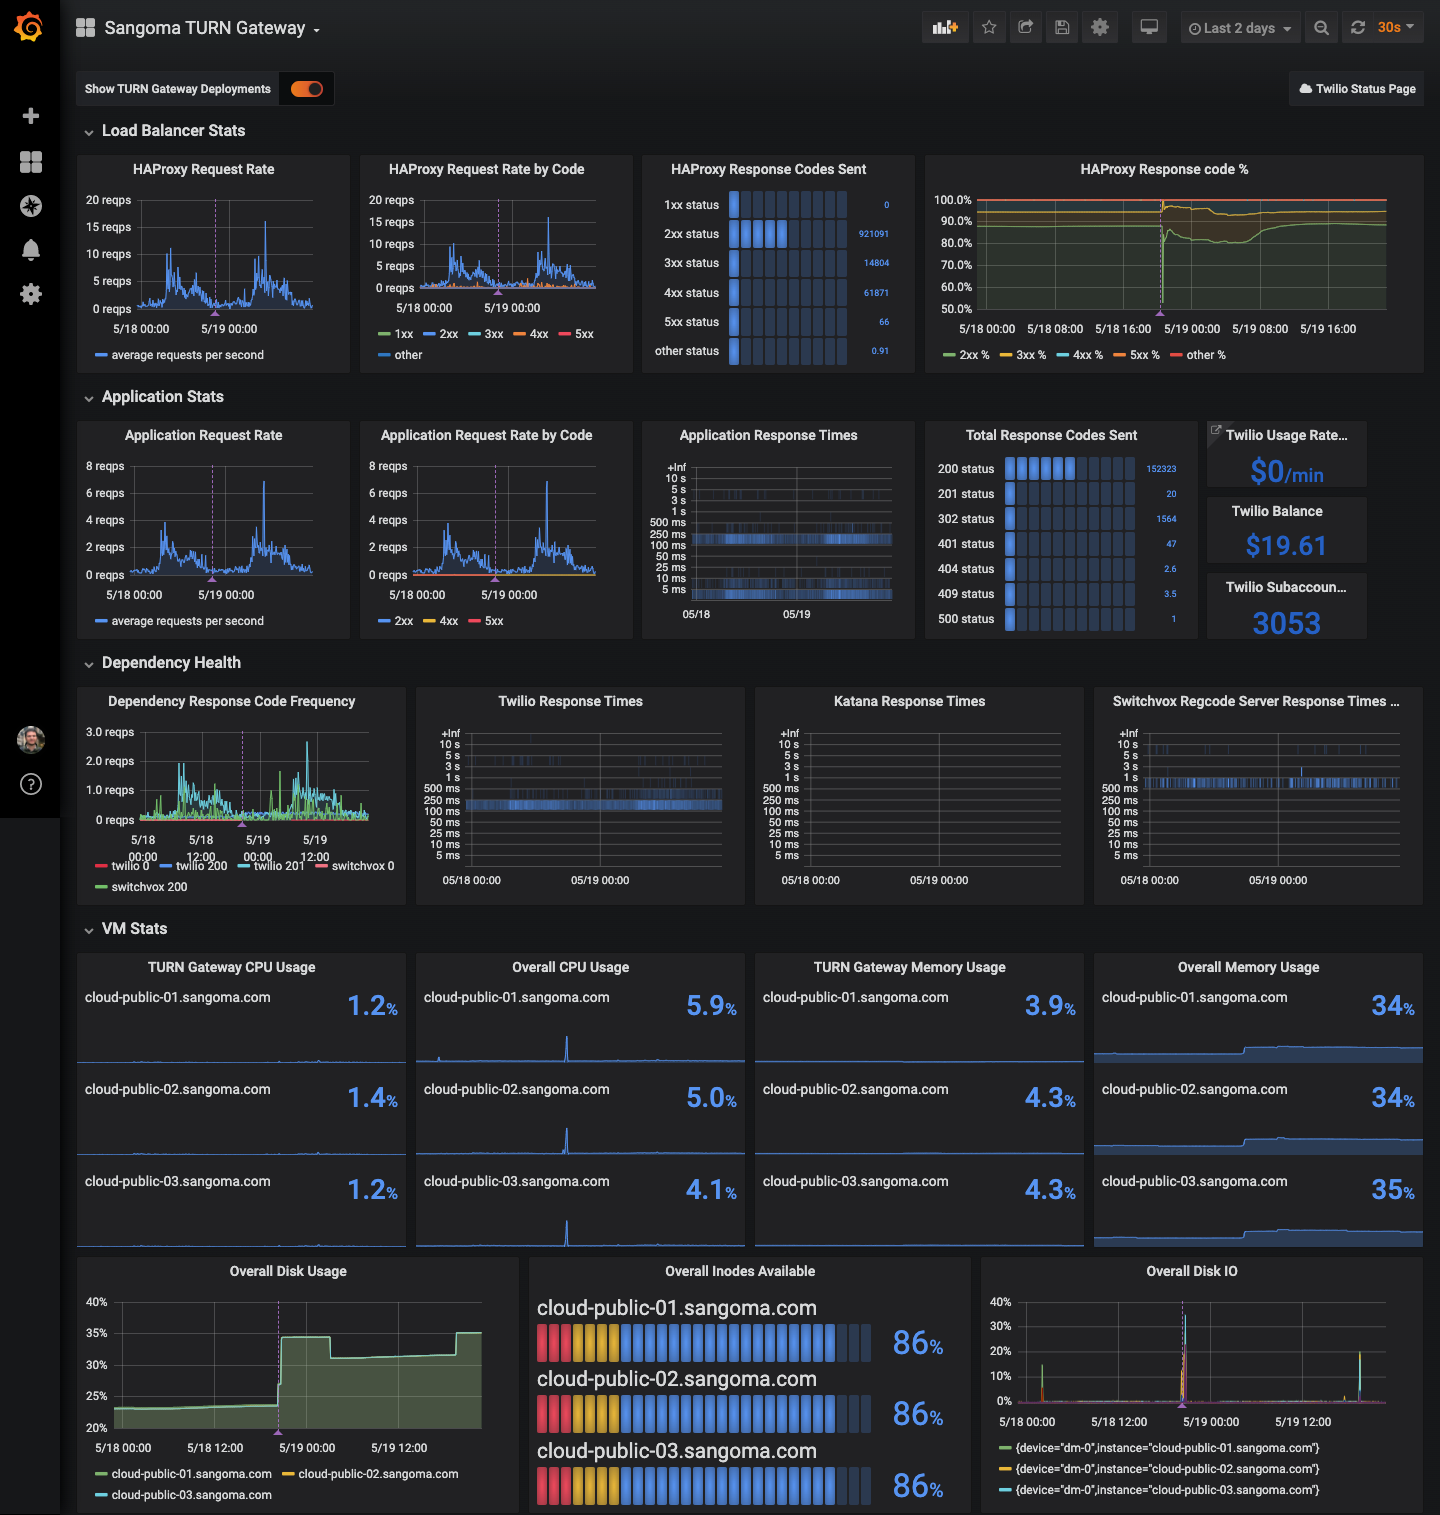 Sangoma TURN Gateway
Last 2 days
30s
Show TURN Gateway Deployments
Twilio Status Page
Load Balancer Stats
HAProxy Request Rate
20 reqps
15 reqps
10 reqps
5 reqps
0 reqps
5/18 00:00 5/19 00:00
average requests per second
HAProxy Request Rate by Code
20 reqps
15 reqps
10 reqps
5 reqps
0 reqps
5/18 00:00 5/19 00:00
1xx 2xx 3xx 4xx 5xx
other
HAProxy Response Codes Sent
1xx status 0
2xx status 921091
3xx status 14804
4xx status 61871
5xx status 66
other status 0.91
HAProxy Response code %
100.0%
90.0%
80.0%
70.0%
60.0%
50.0%
5/18 00:00 5/18 08:00 5/18 16:00 5/19 00:00 5/19 08:00 5/19 16:00
2xx % 3xx % 4xx % 5xx % other %
Application Stats
Application Request Rate
8 reqps
6 reqps
4 reqps
2 reqps
0 reqps
5/18 00:00 5/19 00:00
average requests per second
Application Request Rate by Code
8 reqps
6 reqps
4 reqps
2 reqps
0 reqps
5/18 00:00 5/19 00:00
2xx 4xx 5xx
Application Response Times
+Inf
10 s
5 s
3 s
1 s
500 ms
250 ms
100 ms
50 ms
25 ms
10 ms
5 ms
05/18 05/19
Total Response Codes Sent
200 status 152323
201 status 20
302 status 1564
401 status 47
404 status 2.6
409 status 3.5
500 status 1
Twilio Usage Rate...
$0/min
Twilio Balance
$19.61
Twilio Subaccoun...
3053
Dependency Health
Dependency Response Code Frequency
3.0 reqps
2.0 reqps
1.0 reqps
0 reqps
5/18 5/18 5/19 5/19
00:00 12:00 00:00 12:00
twilio 0 twilio 200 twilio 201 switchvox 0
switchvox 200
Twilio Response Times
+Inf
10 s
5 s
3 s
1 s
500 ms
250 ms
100 ms
50 ms
25 ms
10 ms
5 ms
05/18 00:00 05/19 00:00
Katana Response Times
+Inf
10 s
5 s
3 s
1 s
500 ms
250 ms
100 ms
50 ms
25 ms
10 ms
5 ms
05/18 00:00 05/19 00:00
Switchvox Regcode Server Response Times ...
+Inf
10 s
5 s
3 s
1 s
500 ms
250 ms
100 ms
50 ms
25 ms
10 ms
5 ms
05/18 00:00 05/19 00:00
VM Stats
TURN Gateway CPU Usage
cloud-public-01.sangoma.com 1.2%
cloud-public-02.sangoma.com 1.4%
cloud-public-03.sangoma.com 1.2%
Overall CPU Usage
cloud-public-01.sangoma.com 5.9%
cloud-public-02.sangoma.com 5.0%
cloud-public-03.sangoma.com 4.1%
TURN Gateway Memory Usage
cloud-public-01.sangoma.com 3.9%
cloud-public-02.sangoma.com 4.3%
cloud-public-03.sangoma.com 4.3%
Overall Memory Usage
cloud-public-01.sangoma.com 34%
cloud-public-02.sangoma.com 34%
cloud-public-03.sangoma.com 35%
Overall Disk Usage
40%
35%
30%
25%
20%
5/18 00:00 5/18 12:00 5/19 00:00 5/19 12:00
cloud-public-01.sangoma.com cloud-public-02.sangoma.com
cloud-public-03.sangoma.com
Overall Inodes Available
cloud-public-01.sangoma.com
86%
cloud-public-02.sangoma.com
86%
cloud-public-03.sangoma.com
86%
Overall Disk IO
40%
30%
20%
10%
0%
5/18 00:00 5/18 12:00 5/19 00:00 5/19 12:00
{device="dm-0",instance="cloud-public-01.sangoma.com"}
{device="dm-0",instance="cloud-public-02.sangoma.com"}
{device="dm-0",instance="cloud-public-03.sangoma.com"}